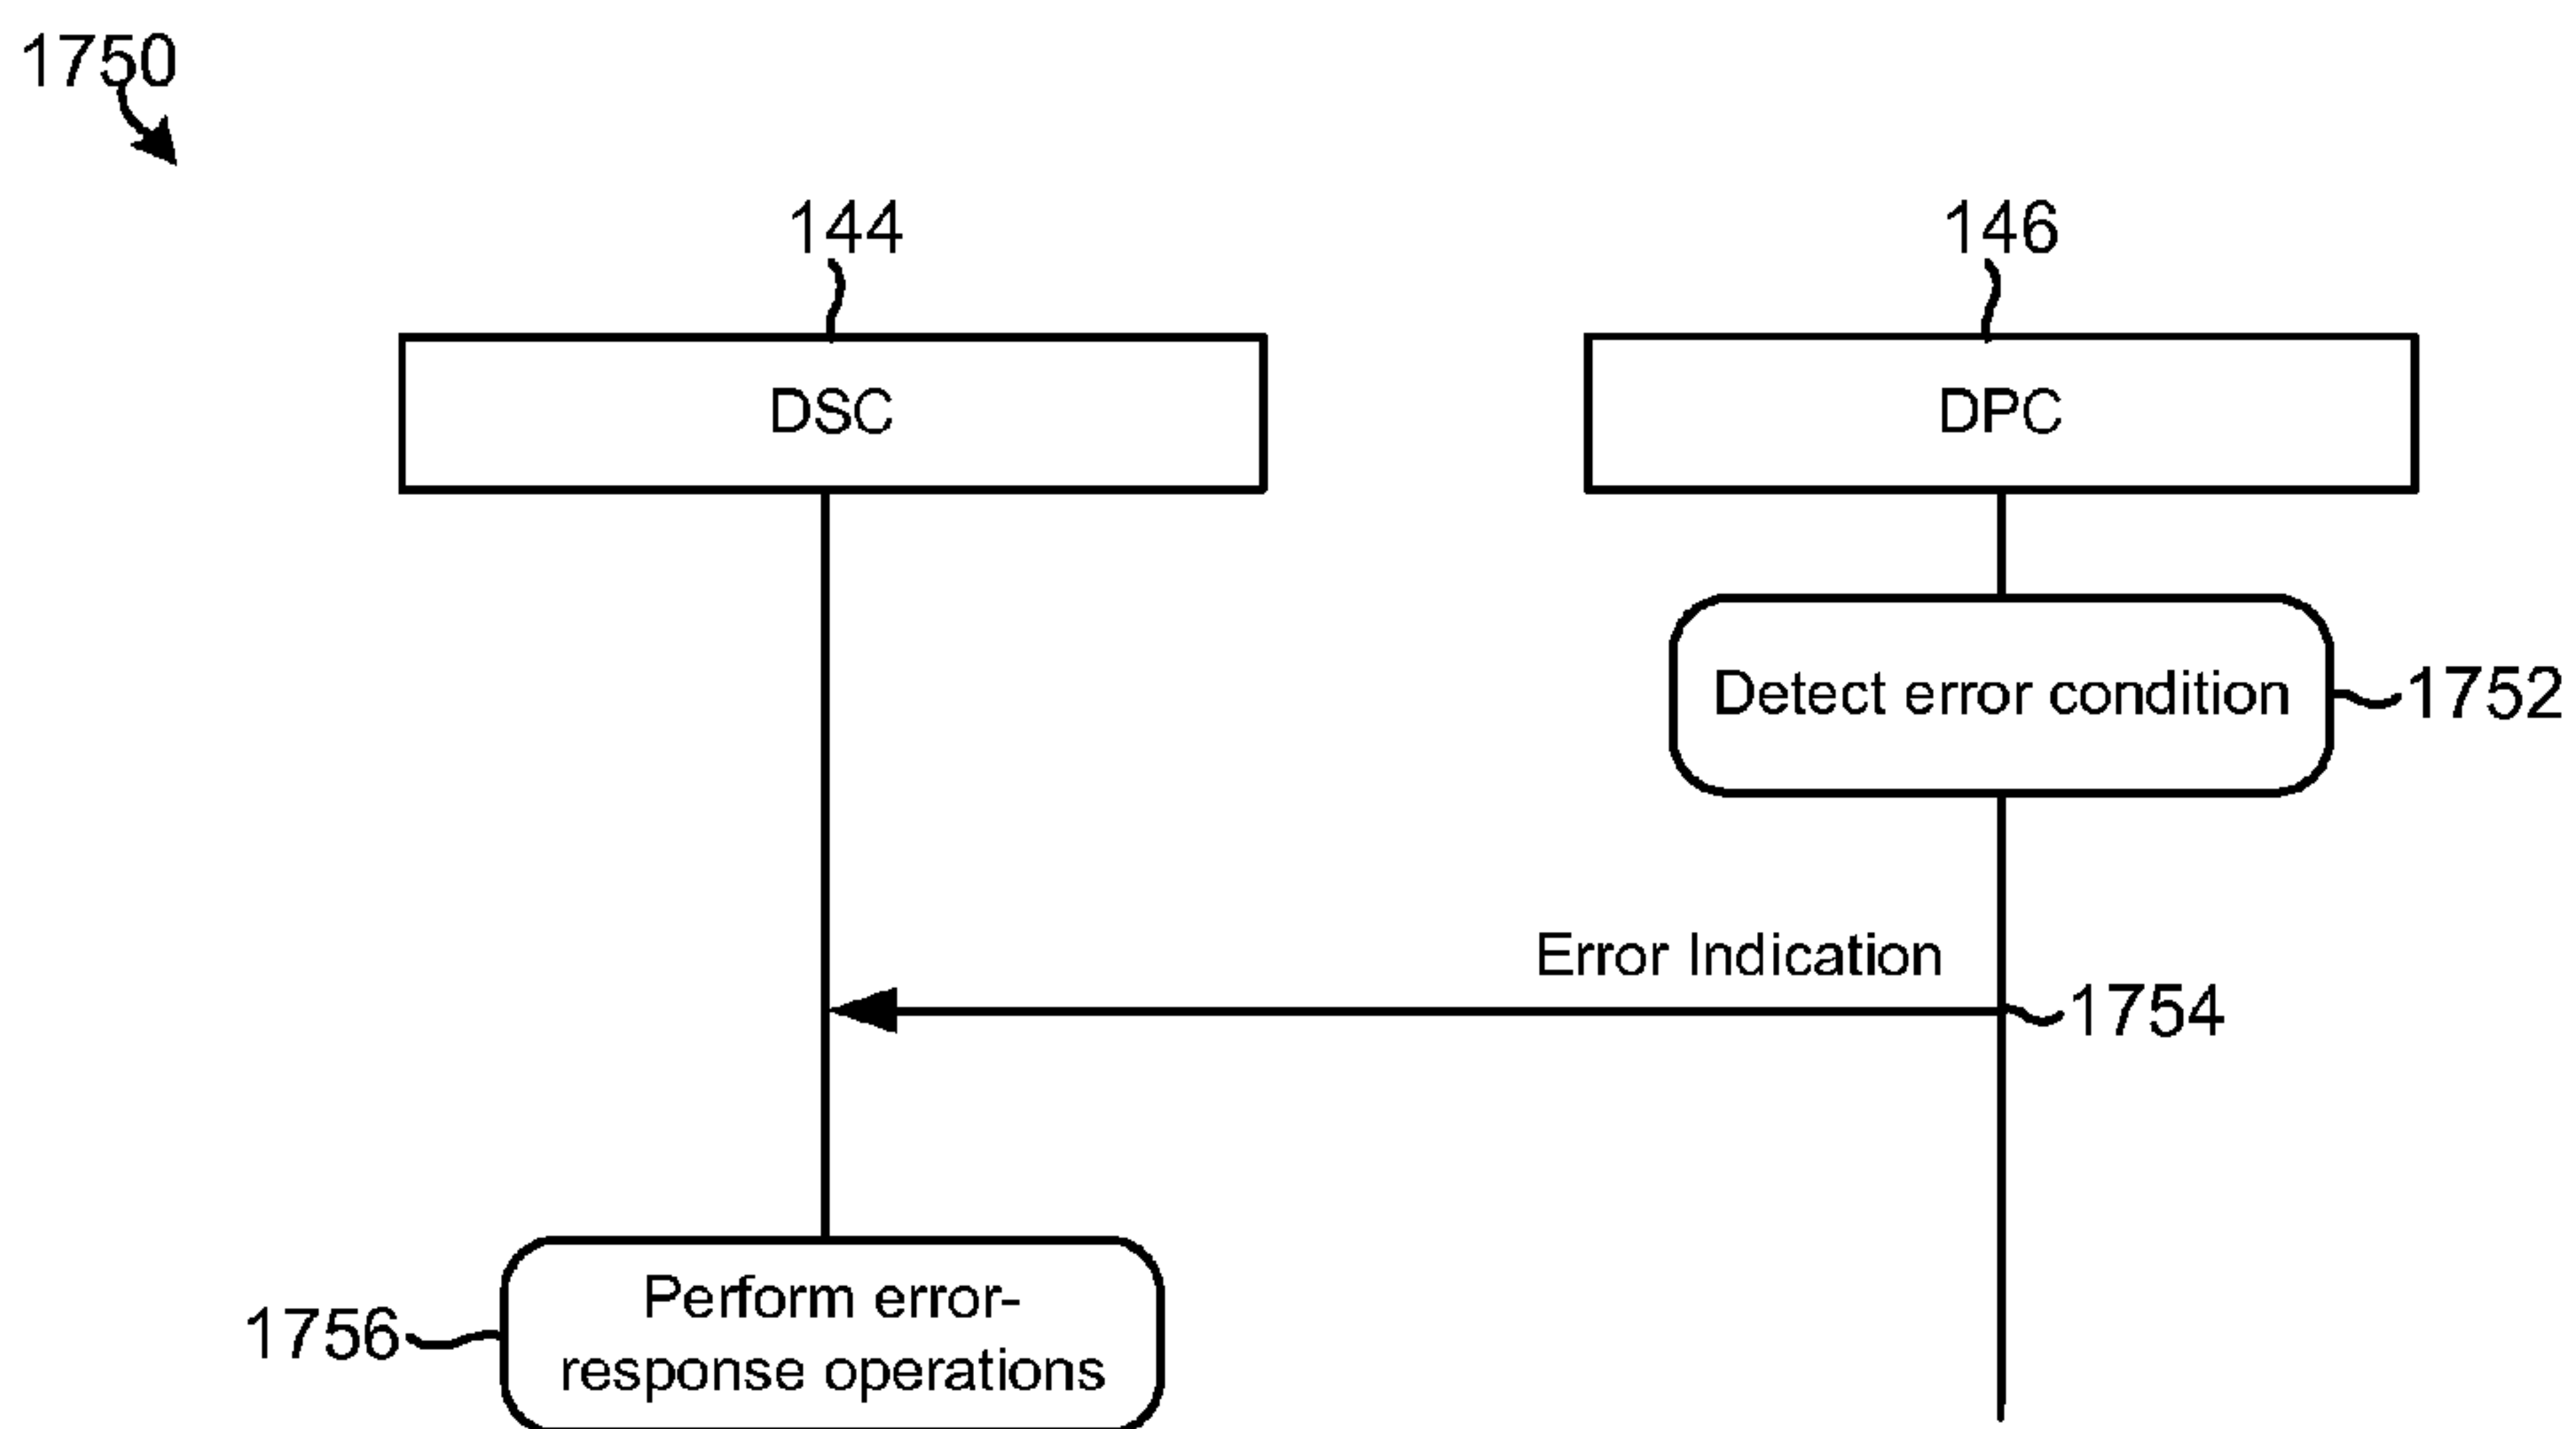 1750
144
146
DSC
DPC
Detect error condition
1752
Error Indication
1754
Perform error-
response operations
1756